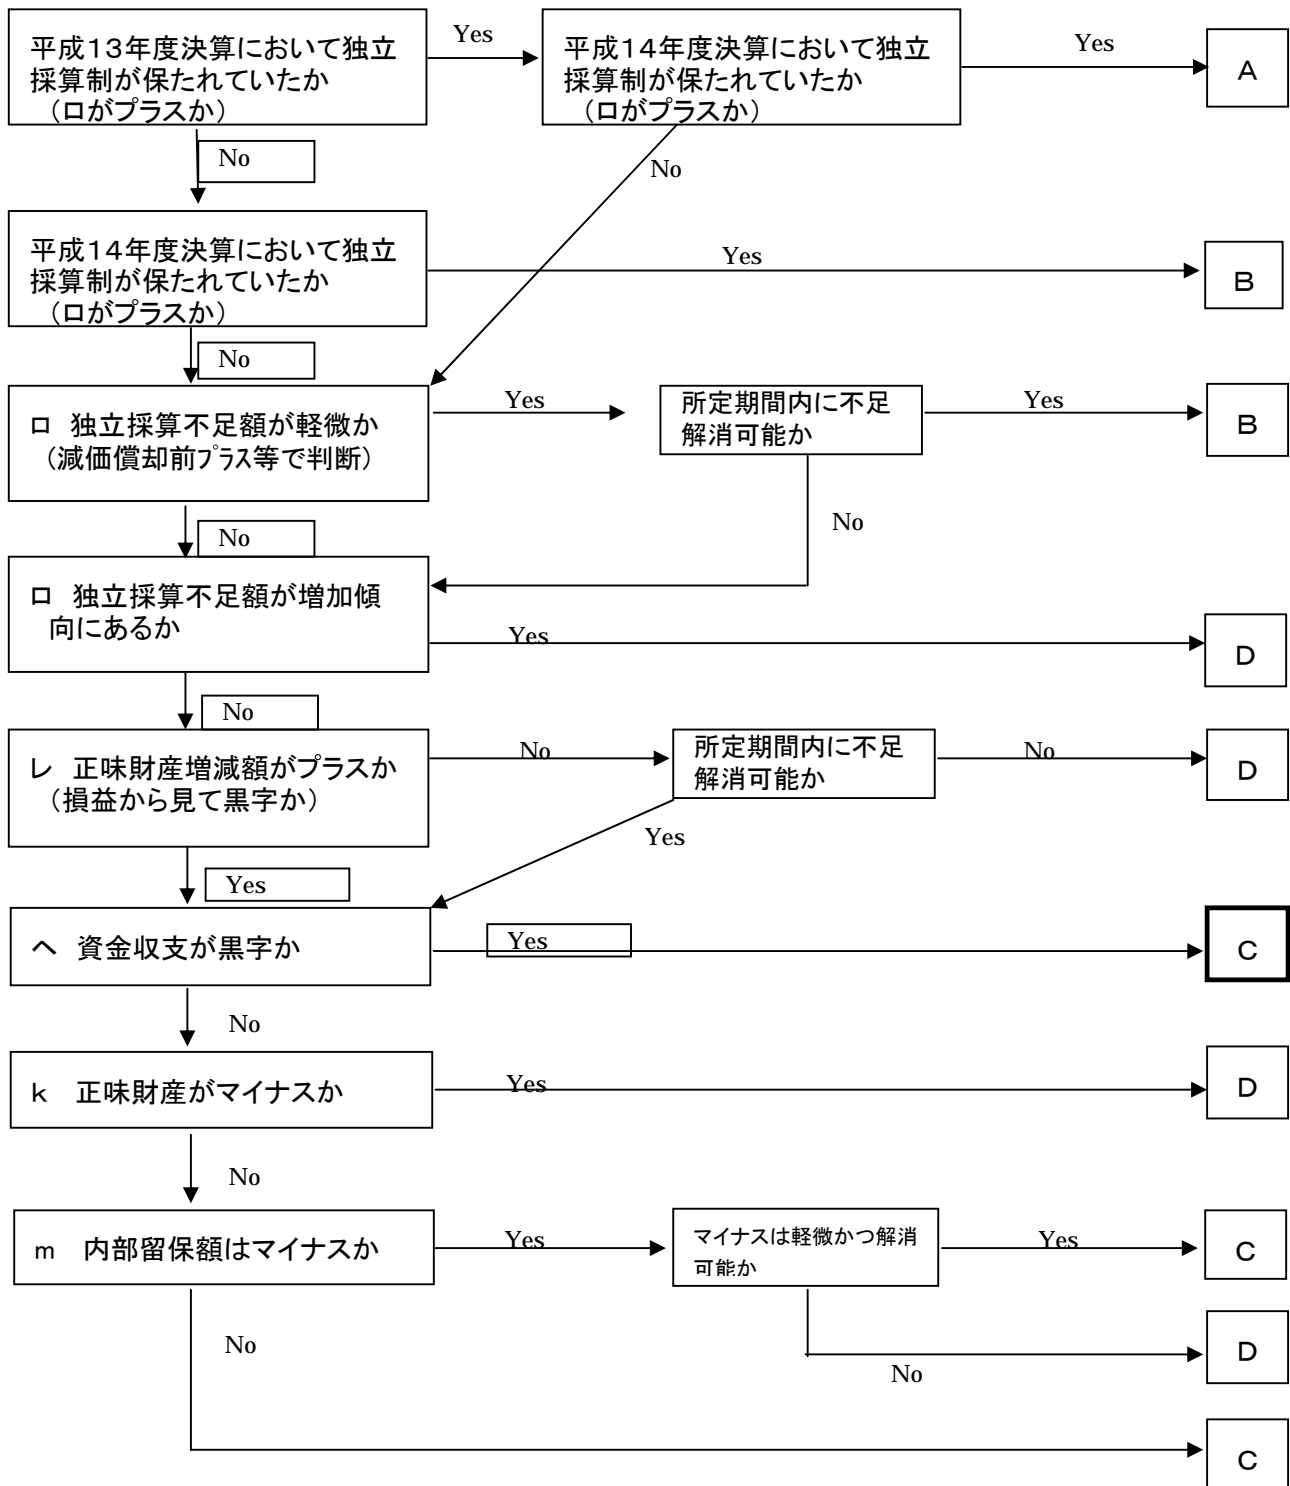 平成13年度決算において独立
採算制が保たれていたか
（ロがプラスか）
Yes
平成14年度決算において独立
採算制が保たれていたか
（ロがプラスか）
Yes
A
No
No
平成14年度決算において独立
採算制が保たれていたか
（ロがプラスか）
Yes
B
No
ロ 独立採算不足額が軽微か
（減価償却前ﾌﾟﾗｽ等で判断）
Yes
所定期間内に不足
解消可能か
Yes
B
No
No
ロ 独立採算不足額が増加傾
向にあるか
Yes
D
No
レ 正味財産増減額がプラスか
（損益から見て黒字か）
No
所定期間内に不足
解消可能か
No
D
Yes
Yes
ヘ 資金収支が黒字か
Yes
C
No
k 正味財産がマイナスか
Yes
D
No
m 内部留保額はマイナスか
Yes
マイナスは軽微かつ解消
可能か
Yes
C
No
D
No
C